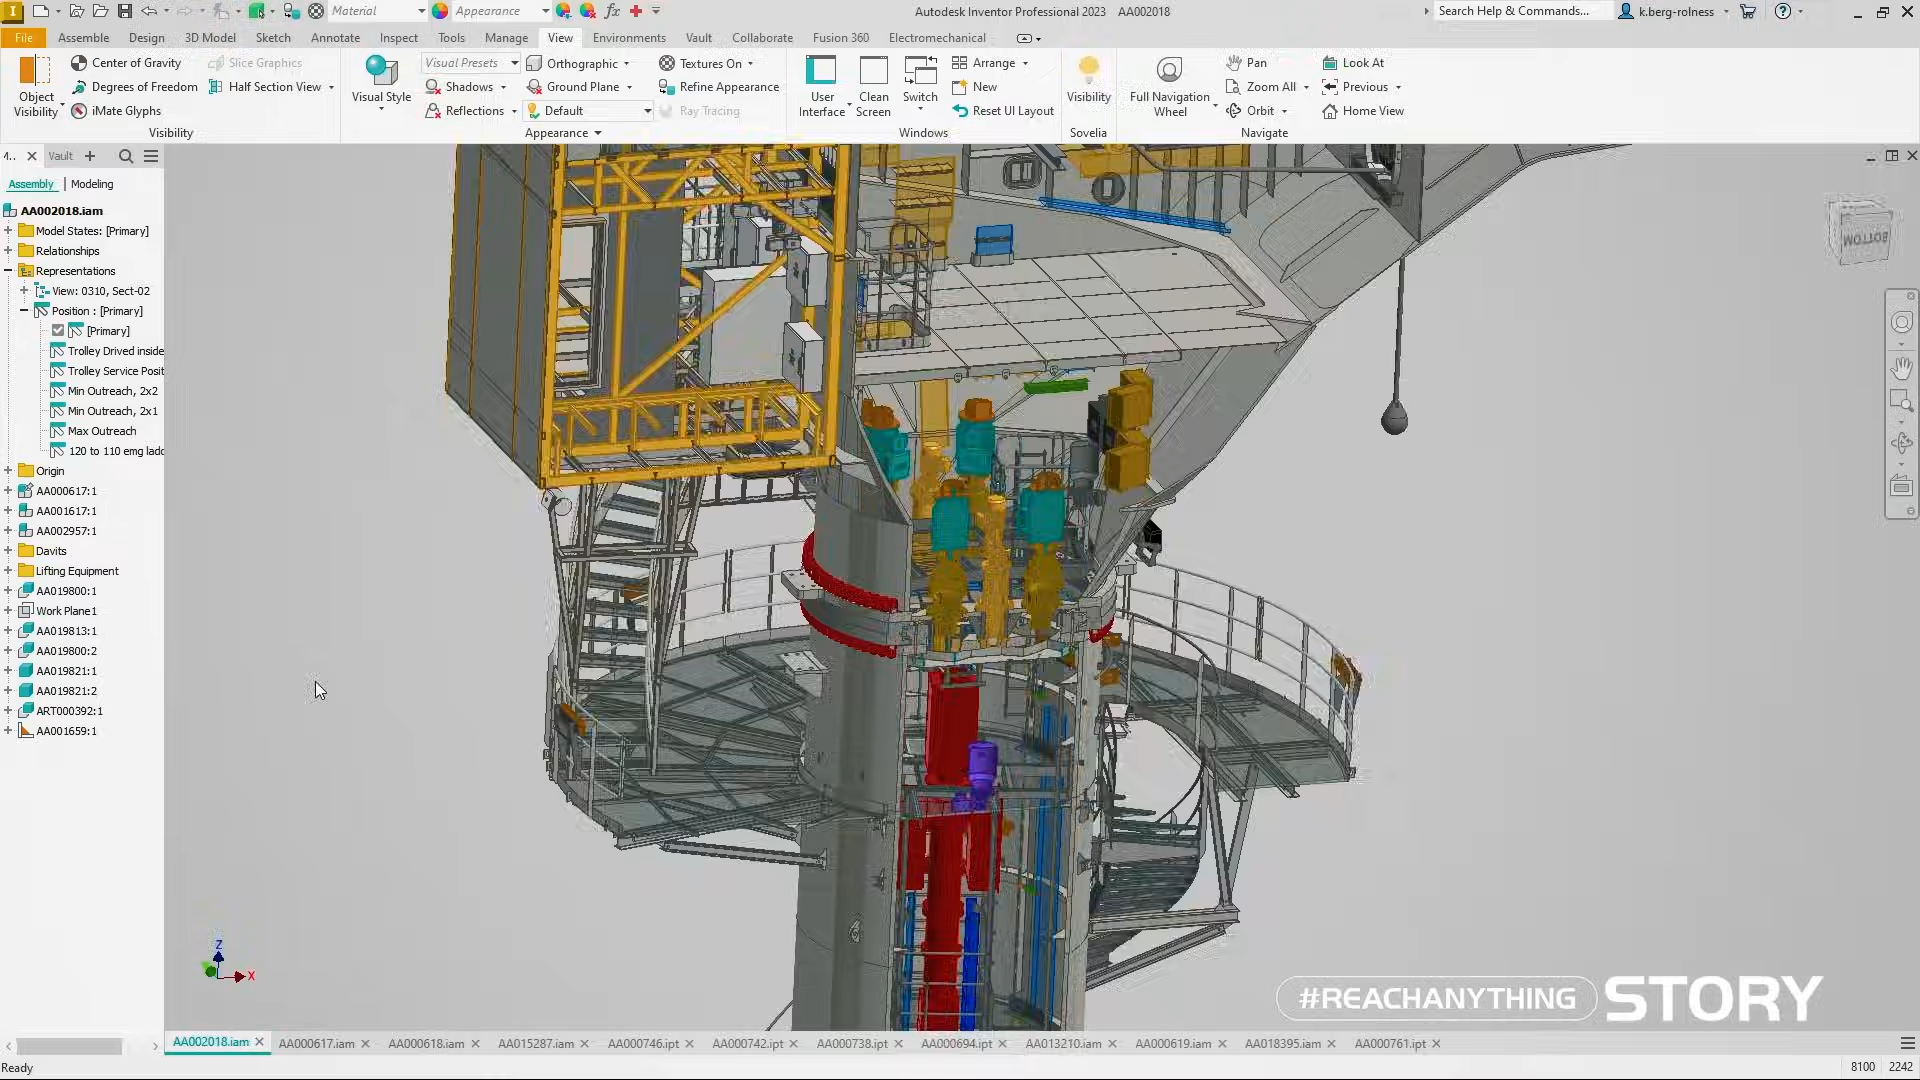 Material
Appearance
Autodesk Inventor Professional 2023 AA002018
Search Help & Commands...
k.berg-rolness
File Assemble Design 3D Model Sketch Annotate Inspect Tools Manage View Environments Vault Collaborate Fusion 360 Electromechanical
Object Visibility
Center of Gravity
Degrees of Freedom
iMate Glyphs
Slice Graphics
Half Section View
Visibility
Visual Style
Visual Presets
Shadows
Reflections
Orthographic
Ground Plane
Default
Textures On
Refine Appearance
Ray Tracing
Appearance
User Interface
Clean Screen
Switch
Arrange
New
Reset UI Layout
Windows
Visibility
Sovelia
Full Navigation Wheel
Pan
Zoom All
Orbit
Look At
Previous
Home View
Navigate
Vault
Assembly | Modeling
AA002018.iam
Model States: [Primary]
Relationships
Representations
View: 0310, Sect-02
Position : [Primary]
[Primary]
Trolley Drived inside
Trolley Service Posit
Min Outreach, 2x2
Min Outreach, 2x1
Max Outreach
120 to 110 emg ladd
Origin
AA000617:1
AA001617:1
AA002957:1
Davits
Lifting Equipment
AA019800:1
Work Plane1
AA019813:1
AA019800:2
AA019821:1
AA019821:2
ART000392:1
AA001659:1
BOTTOM
Z
X
#REACHANYTHING STORY
AA002018.iam AA000617.iam AA000618.iam AA015287.iam AA000746.ipt AA000742.ipt AA000738.ipt AA000694.ipt AA013210.iam AA000619.iam AA018395.iam AA000761.ipt
Ready
8100 2242